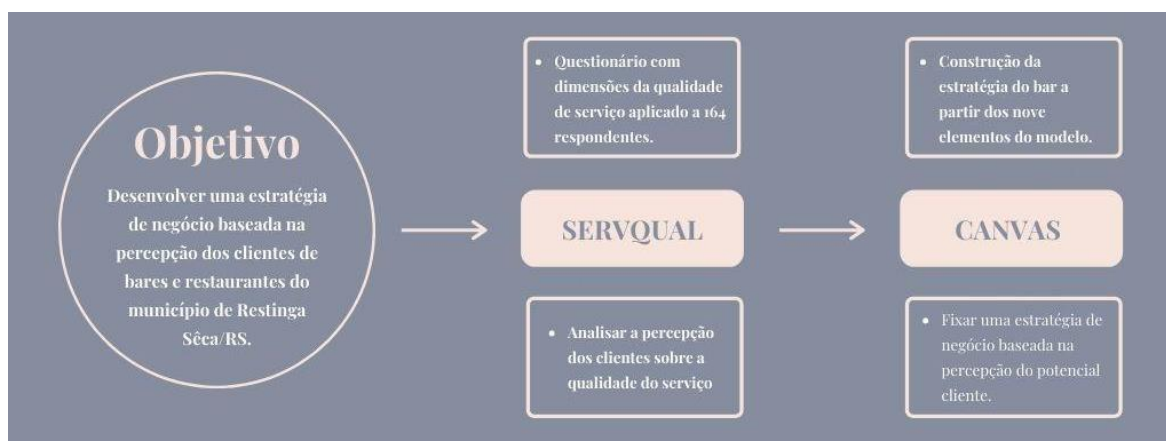 Objetivo
Desenvolver uma estratégia
de negócio baseada na
percepção dos clientes de
bares e restaurantes do
município de Restinga
Sêca/RS.
• Questionário com
dimensões da qualidade
de serviço aplicado a 164
respondentes.
SERVQUAL
• Analisar a percepção
dos clientes sobre a
qualidade do serviço
• Construção da
estratégia do bar a
partir dos nove
elementos do modelo.
CANVAS
• Fixar uma estratégia de
negócio baseada na
percepção do potencial
cliente.